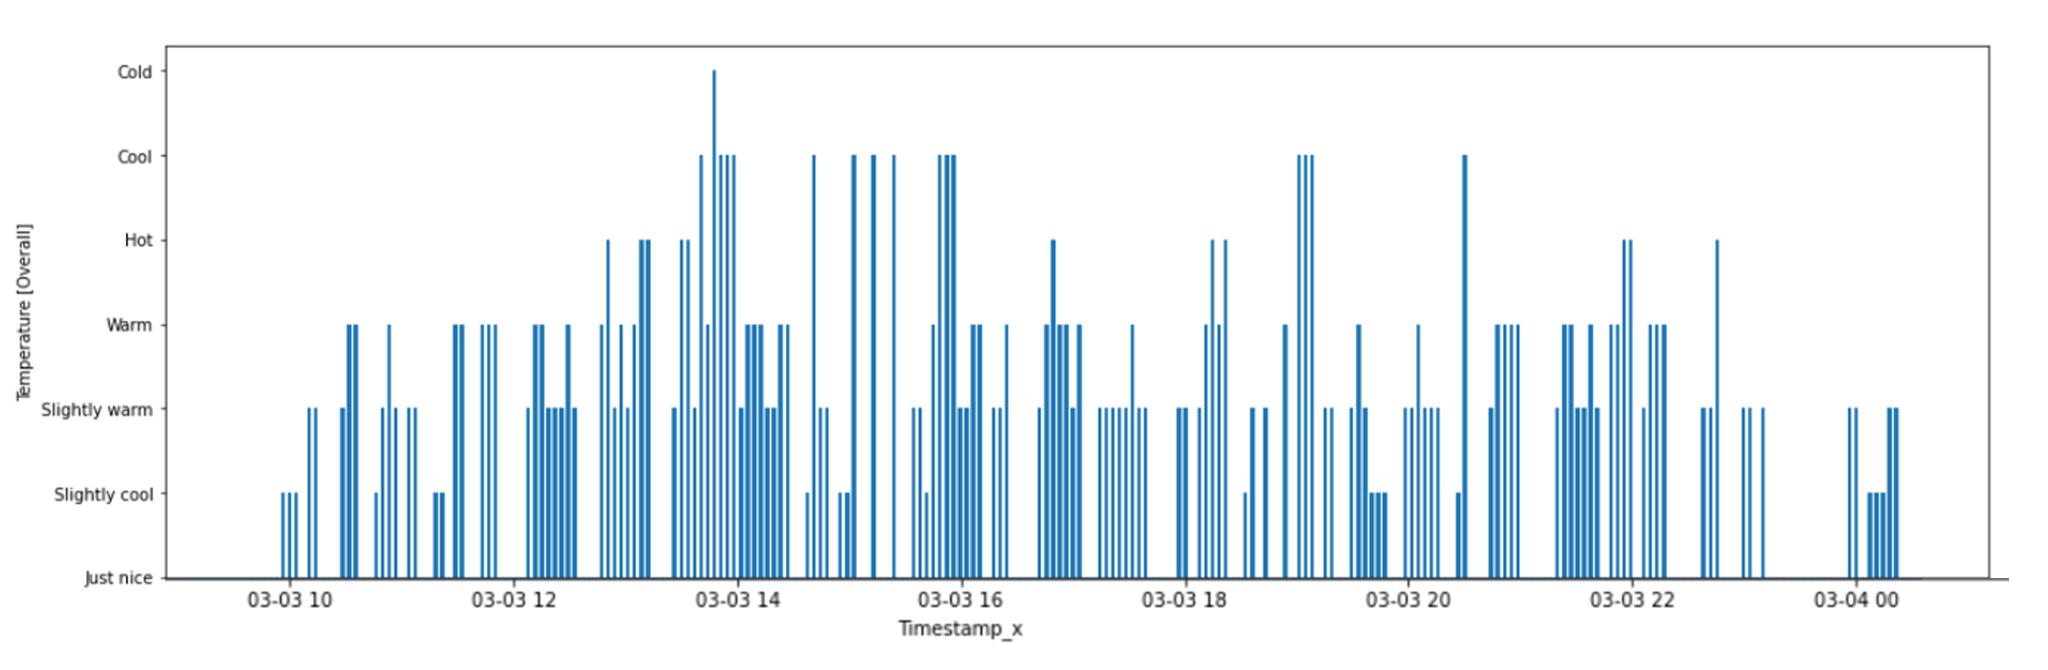 Temperature [Overall]
Cold
Cool
Hot
Warm
Slightly warm
Slightly cool
Just nice
03-03 10 03-03 12 03-03 14 03-03 16 03-03 18 03-03 20 03-03 22 03-04 00
Timestamp_x